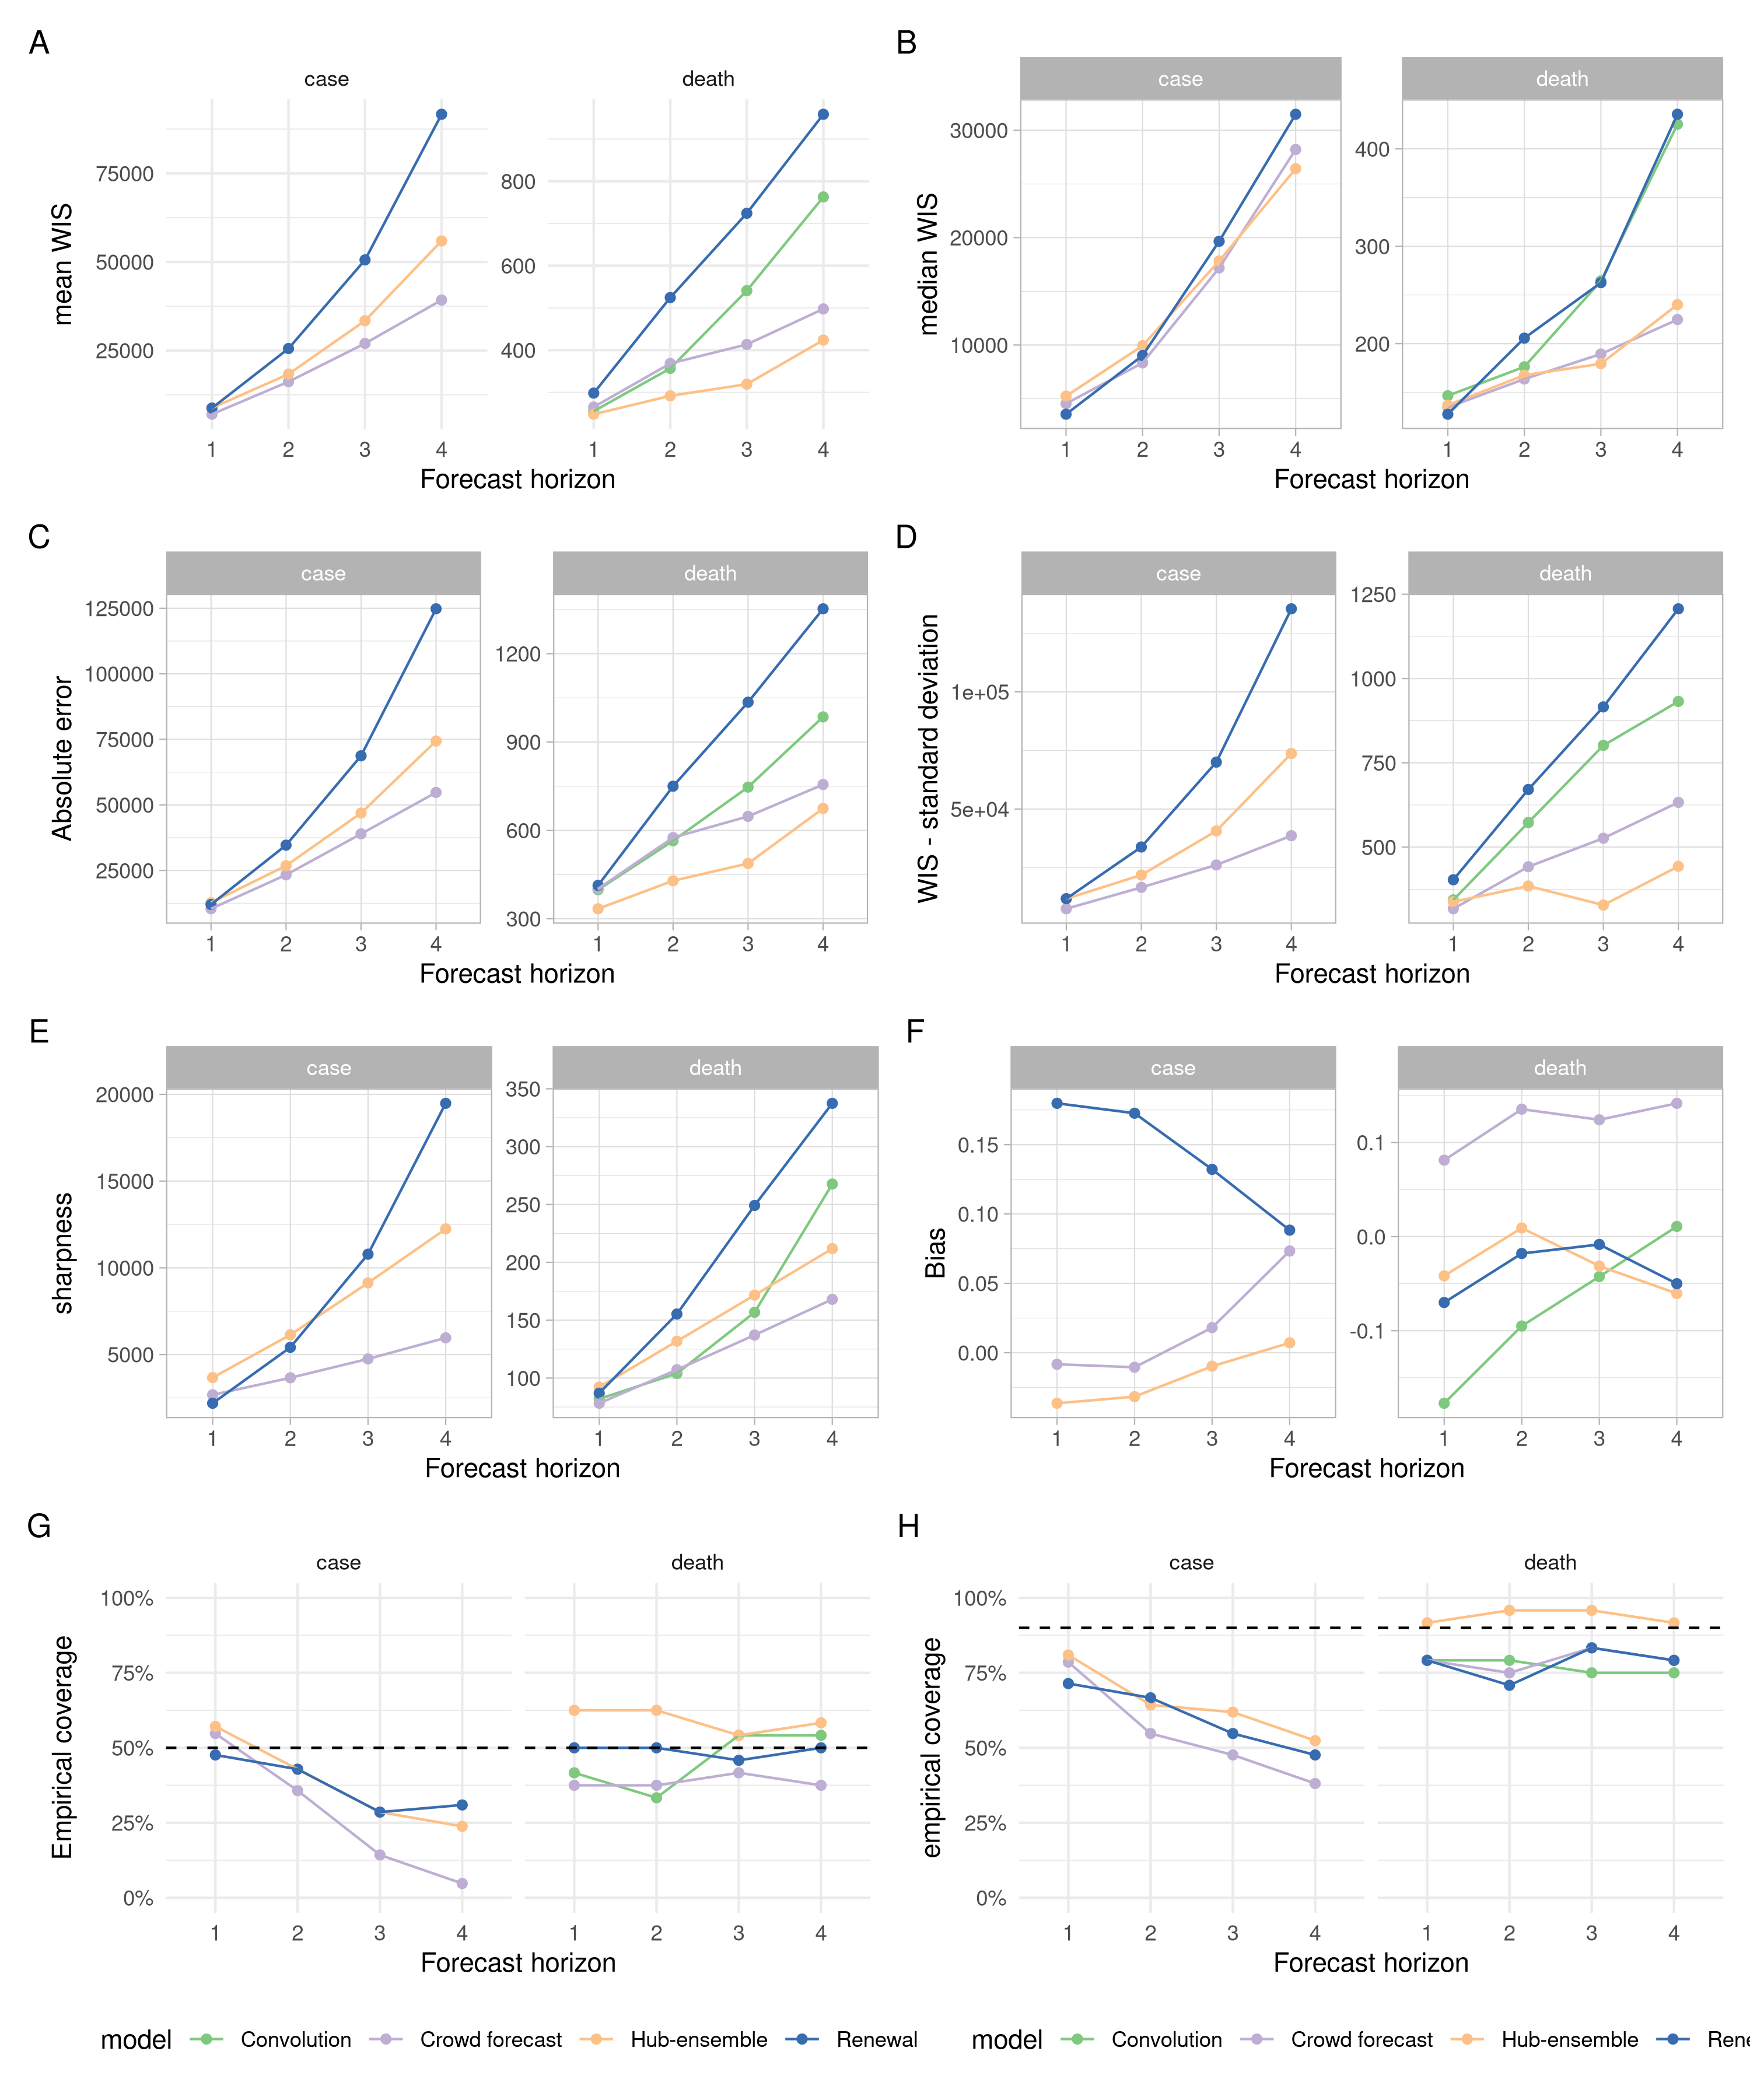 A
case
death
mean WIS
75000
50000
25000
800
600
400
1 2 3 4
1 2 3 4
Forecast horizon
B
case
death
median WIS
30000
20000
10000
400
300
200
1 2 3 4
1 2 3 4
Forecast horizon
C
case
death
Absolute error
125000
100000
75000
50000
25000
1200
900
600
300
1 2 3 4
1 2 3 4
Forecast horizon
D
case
death
WIS - standard deviation
1e+05
5e+04
1250
1000
750
500
1 2 3 4
1 2 3 4
Forecast horizon
E
case
death
sharpness
20000
15000
10000
5000
350
300
250
200
150
100
1 2 3 4
1 2 3 4
Forecast horizon
F
case
death
Bias
0.15
0.10
0.05
0.00
0.1
0.0
-0.1
1 2 3 4
1 2 3 4
Forecast horizon
G
case
death
Empirical coverage
100%
75%
50%
25%
0%
1 2 3 4
1 2 3 4
Forecast horizon
H
case
death
empirical coverage
100%
75%
50%
25%
0%
1 2 3 4
1 2 3 4
Forecast horizon
model Convolution Crowd forecast Hub-ensemble Renewal
model Convolution Crowd forecast Hub-ensemble Rene